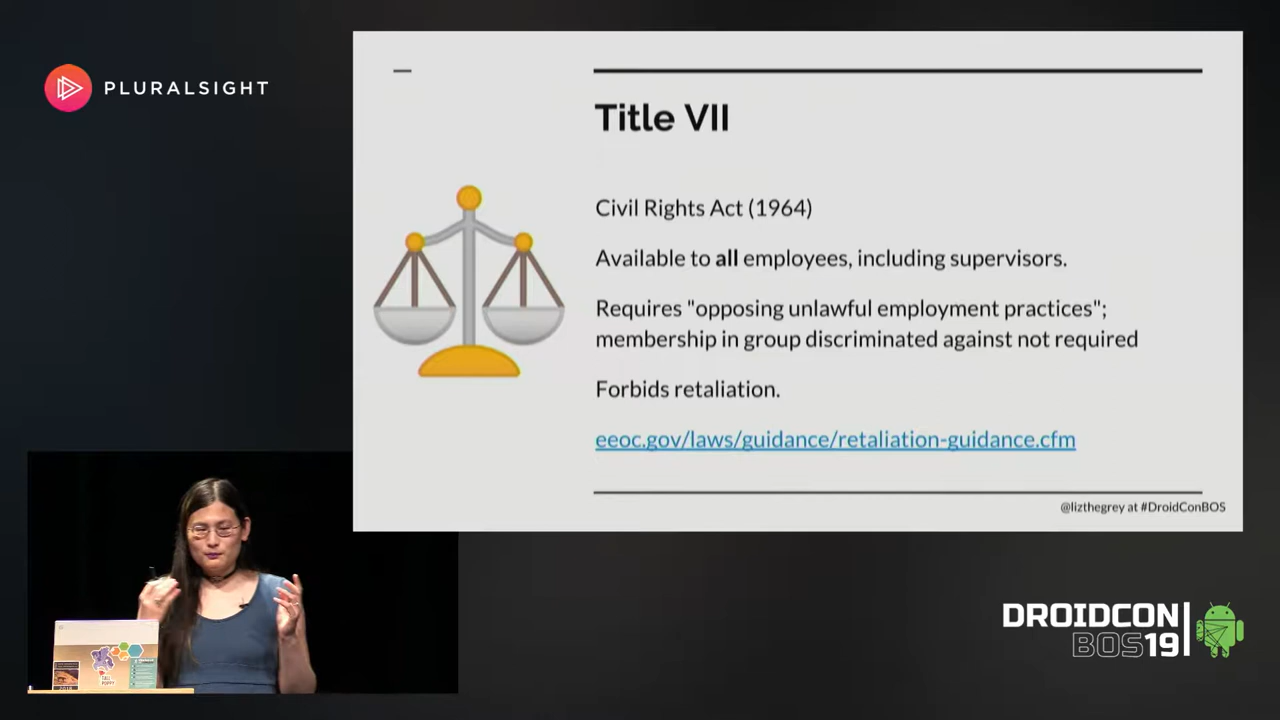 PLURALSIGHT
Title VII
Civil Rights Act (1964)
Available to all employees, including supervisors.
Requires "opposing unlawful employment practices";
membership in group discriminated against not required
Forbids retaliation.
eeoc.gov/laws/guidance/retaliation-guidance.cfm
@lizthegrey at #DroidConBOS
TALL
POPPY
DROIDCON
BOS19